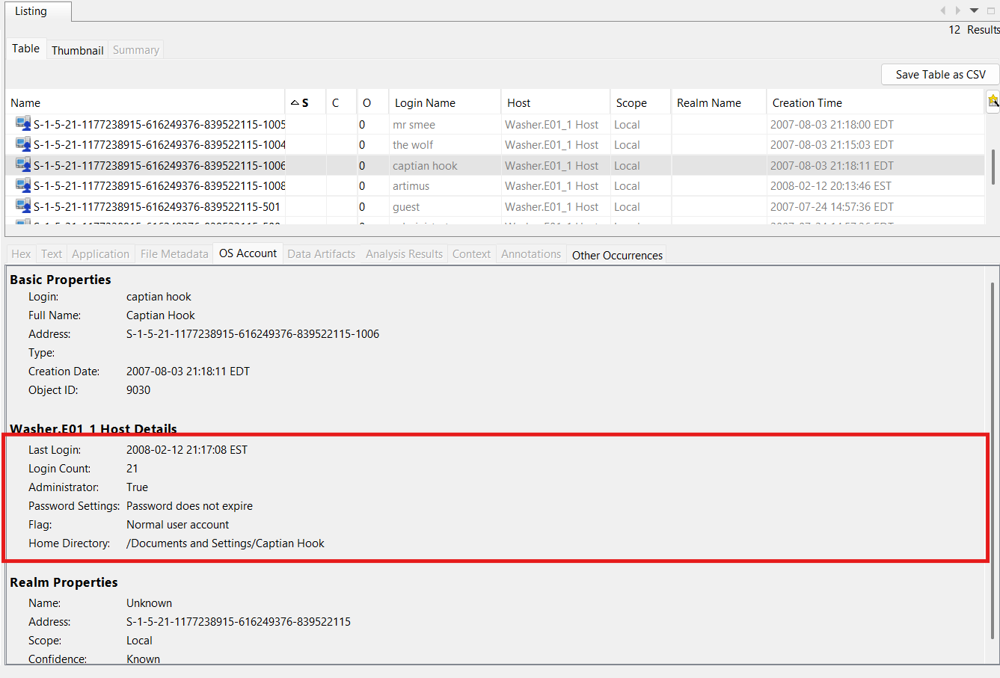 Listing
12 Results
Table Thumbnail Summary
Save Table as CSV
Name S C O Login Name Host Scope Realm Name Creation Time
S-1-5-21-1177238915-616249376-839522115-1005 0 mr smee Washer.E01_1 Host Local 2007-08-03 21:18:00 EDT
S-1-5-21-1177238915-616249376-839522115-1004 0 the wolf Washer.E01_1 Host Local 2007-08-03 21:15:03 EDT
S-1-5-21-1177238915-616249376-839522115-1006 0 captian hook Washer.E01_1 Host Local 2007-08-03 21:18:11 EDT
S-1-5-21-1177238915-616249376-839522115-1008 0 artimus Washer.E01_1 Host Local 2008-02-12 20:13:46 EST
S-1-5-21-1177238915-616249376-839522115-501 0 guest Washer.E01_1 Host Local 2007-07-24 14:57:36 EDT
Hex Text Application File Metadata OS Account Data Artifacts Analysis Results Context Annotations Other Occurrences
Basic Properties
Login: captian hook
Full Name: Captian Hook
Address: S-1-5-21-1177238915-616249376-839522115-1006
Type:
Creation Date: 2007-08-03 21:18:11 EDT
Object ID: 9030
Washer.E01_1 Host Details
Last Login: 2008-02-12 21:17:08 EST
Login Count: 21
Administrator: True
Password Settings: Password does not expire
Flag: Normal user account
Home Directory: /Documents and Settings/Captian Hook
Realm Properties
Name: Unknown
Address: S-1-5-21-1177238915-616249376-839522115
Scope: Local
Confidence: Known